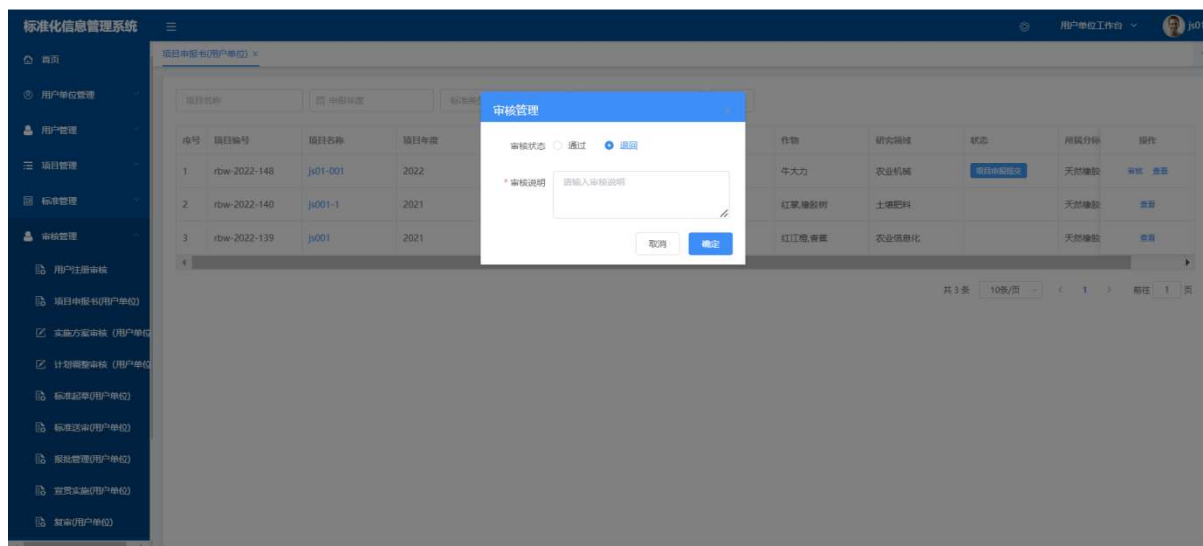 标准化信息管理系统
用户单位工作台
js01
首页
项目申报书(用户单位) ×
用户单位管理
用户管理
项目管理
标准管理
审核管理
用户注册审核
项目申报书(用户单位)
实施方案审核（用户单位
计划调整审核（用户单位
标准起草(用户单位)
标准送审(用户单位)
报批管理(用户单位)
宣贯实施(用户单位)
复审(用户单位)
项目名称 申报年度
序号 项目编号 项目名称 项目年度 作物 研究领域 状态 所属分标 操作
1 rbw-2022-148 js01-001 2022 牛大力 农业机械 项目申报提交 天然橡胶 审核 查看
2 rbw-2022-140 js001-1 2021 红掌,橡胶树 土壤肥料 天然橡胶 查看
3 rbw-2022-139 js001 2021 红江橙,香蕉 农业信息化 天然橡胶 查看
共 3 条 10条/页 < 1 > 前往 1 页
审核管理
审核状态 通过 退回
* 审核说明 请输入审核说明
取消 确定